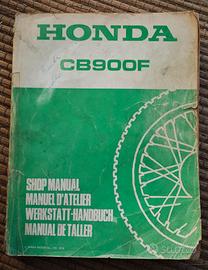 HONDA
CB900F
SHOP MANUAL
MANUEL D'ATELIER
WERKSTATT-HANDBUCH
MANUAL DE TALLER